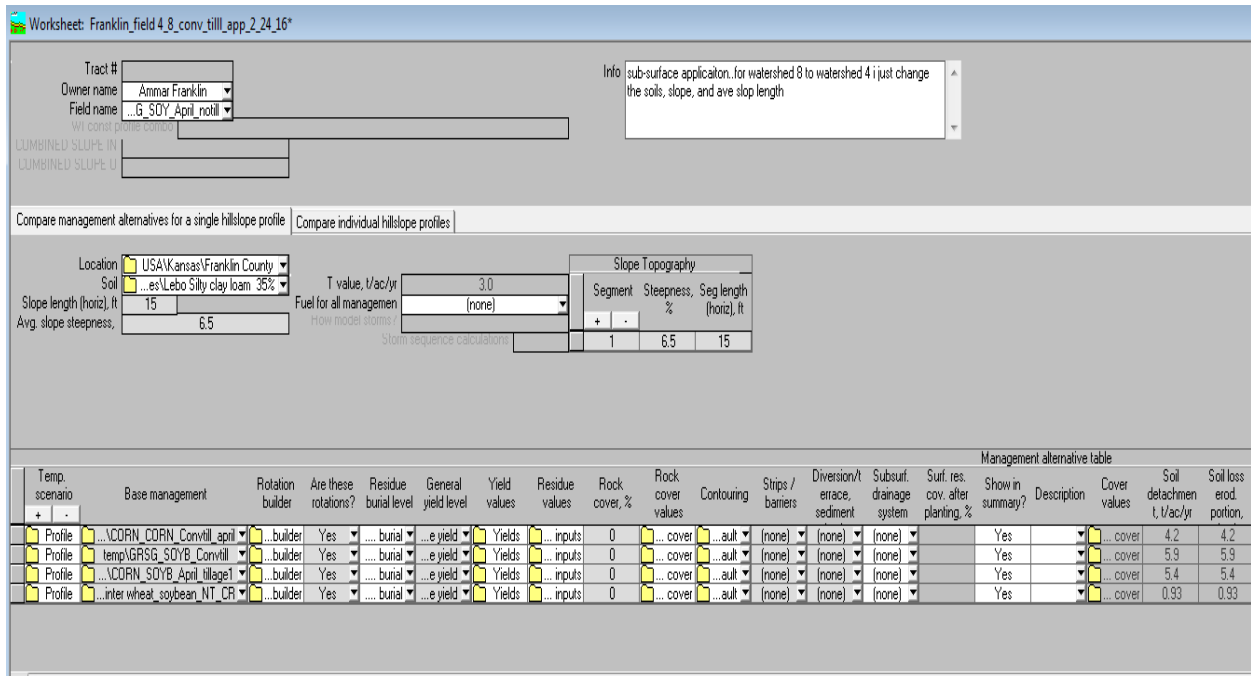 Worksheet: Franklin_field 4_8_conv_tilll_app_2_24_16*
Tract #
Owner name Ammar Franklin
Field name ...G_SOY_April_notill
WI const profile combo
COMBINED SLOPE IN
COMBINED SLOPE U
Info sub-surface applicaiton..for watershed 8 to watershed 4 i just change
the soils, slope, and ave slop length
Compare management alternatives for a single hillslope profile Compare individual hillslope profiles
Location USA\Kansas\Franklin County
Soil ...es\Lebo Silty clay loam 35%
Slope length (horiz), ft 15
Avg. slope steepness, 6.5
T value, t/ac/yr 3.0
Fuel for all managemen (none)
How model storms?
Storm sequence calculations
Slope Topography
Segment Steepness, % Seg length (horiz), ft
+ -
1 6.5 15
Management alternative table
Temp. scenario Base management Rotation builder Are these rotations? Residue burial level General yield level Yield values Residue values Rock cover, % Rock cover values Contouring Strips / barriers Diversion/t errace, sediment Subsurf. drainage system Surf. res. cov. after planting, % Show in summary? Description Cover values Soil detachmen t, t/ac/yr Soil loss erod. portion,
+ -
Profile ...\CORN_CORN_Convtill_april ...builder Yes .... burial ...e yield Yields ... inputs 0 ... cover ...ault (none) (none) (none) Yes ... cover 4.2 4.2
Profile temp\GRSG_SOYB_Convtill ...builder Yes .... burial ...e yield Yields ... inputs 0 ... cover ...ault (none) (none) (none) Yes ... cover 5.9 5.9
Profile ...\CORN_SOYB_April tillage1 ...builder Yes .... burial ...e yield Yields ... inputs 0 ... cover ...ault (none) (none) (none) Yes ... cover 5.4 5.4
Profile ...inter wheat_soybean_NT_CR ...builder Yes .... burial ...e yield Yields ... inputs 0 ... cover ...ault (none) (none) (none) Yes ... cover 0.93 0.93